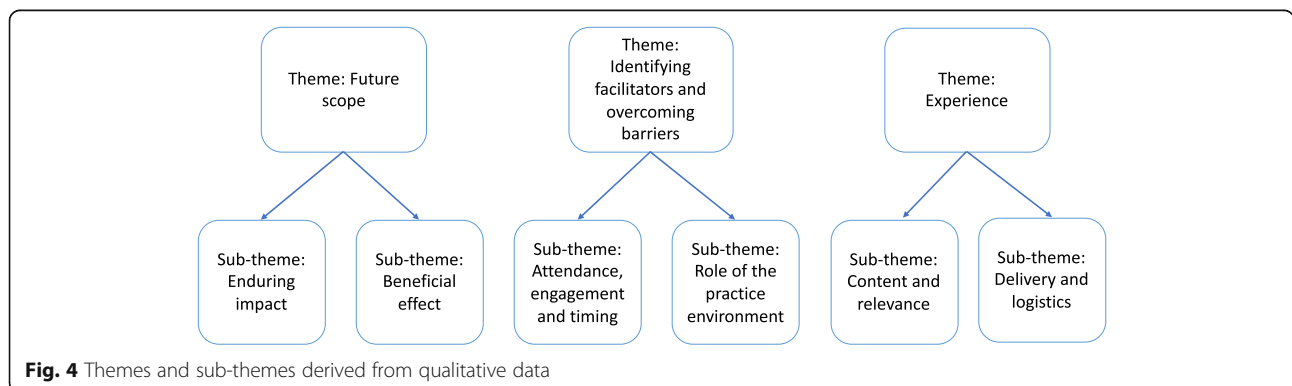 Theme: Future
scope
Theme:
Identifying
facilitators and
overcoming
barriers
Theme:
Experience
Sub-theme:
Enduring
impact
Sub-theme:
Beneficial
effect
Sub-theme:
Attendance,
engagement
and timing
Sub-theme:
Role of the
practice
environment
Sub-theme:
Content and
relevance
Sub-theme:
Delivery and
logistics
Fig. 4 Themes and sub-themes derived from qualitative data